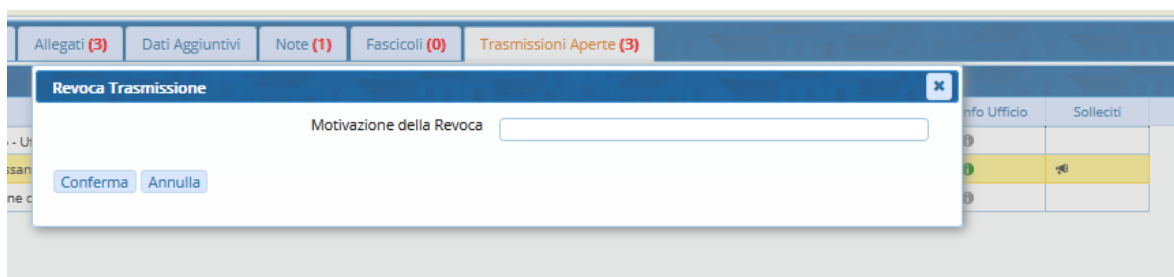 Allegati (3) Dati Aggiuntivi Note (1) Fascicoli (0) Trasmissioni Aperte (3)
Revoca Trasmissione
Info Ufficio Solleciti
Motivazione della Revoca
Conferma Annulla